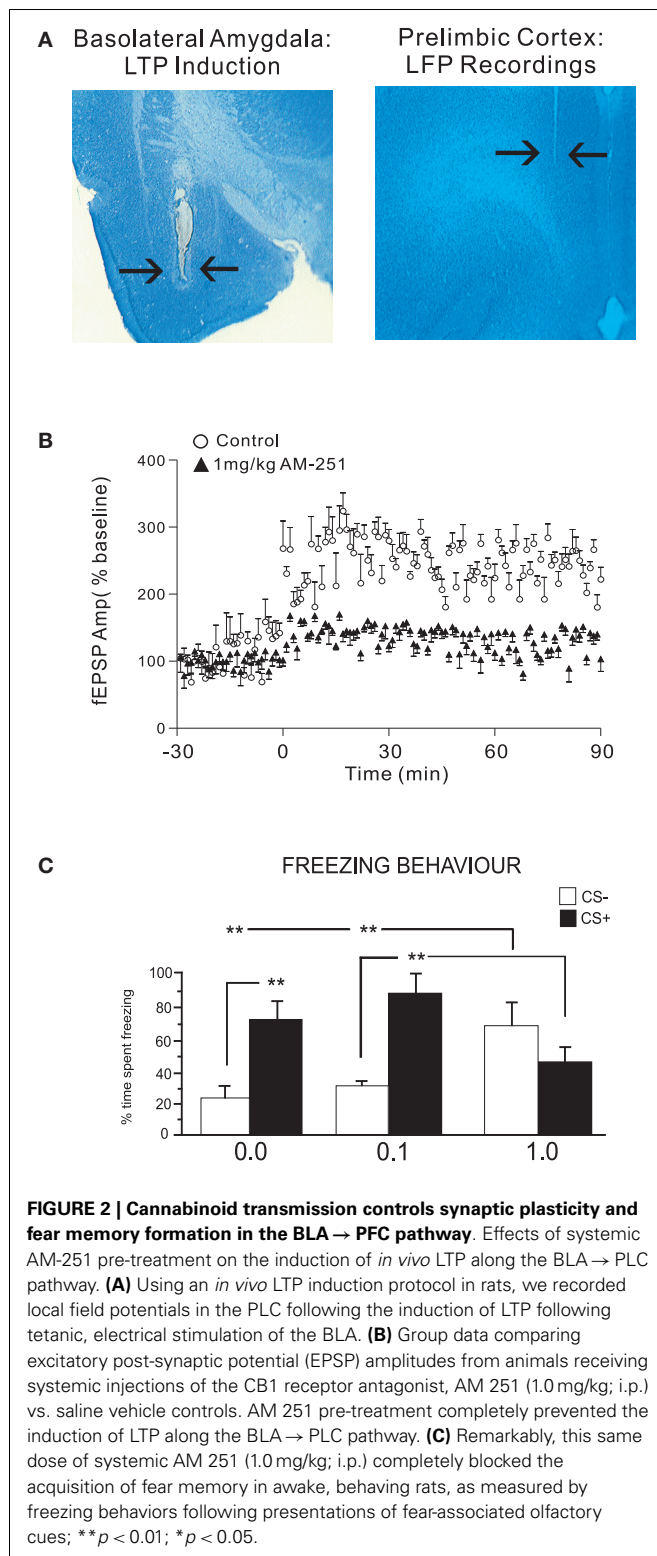 A
Basolateral Amygdala:
LTP Induction
Prelimbic Cortex:
LFP Recordings
B
Control
1mg/kg AM-251
400
300
200
100
0
fEPSP Amp( % baseline)
-30
0
30
60
90
Time (min)
C
FREEZING BEHAVIOUR
CS-
CS+
**
**
**
**
100
80
60
40
20
0
% time spent freezing
0.0
0.1
1.0
FIGURE 2 | Cannabinoid transmission controls synaptic plasticity and
fear memory formation in the BLA → PFC pathway. Effects of systemic
AM-251 pre-treatment on the induction of in vivo LTP along the BLA → PLC
pathway. (A) Using an in vivo LTP induction protocol in rats, we recorded
local field potentials in the PLC following the induction of LTP following
tetanic, electrical stimulation of the BLA. (B) Group data comparing
excitatory post-synaptic potential (EPSP) amplitudes from animals receiving
systemic injections of the CB1 receptor antagonist, AM 251 (1.0 mg/kg; i.p.)
vs. saline vehicle controls. AM 251 pre-treatment completely prevented the
induction of LTP along the BLA → PLC pathway. (C) Remarkably, this same
dose of systemic AM 251 (1.0 mg/kg; i.p.) completely blocked the
acquisition of fear memory in awake, behaving rats, as measured by
freezing behaviors following presentations of fear-associated olfactory
cues; **p < 0.01; *p < 0.05.